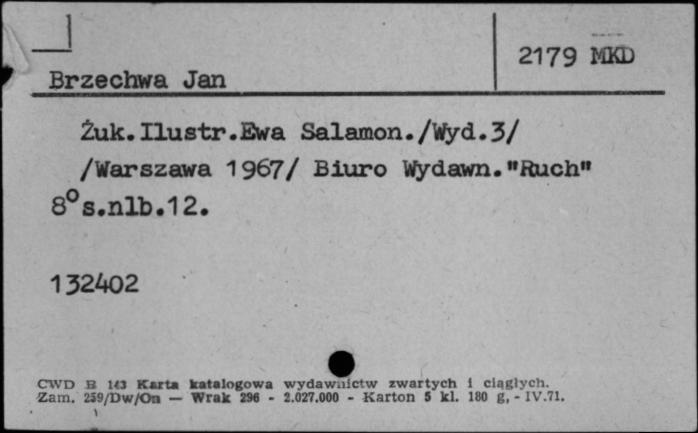 2179 MKD
Brzechwa Jan
Żuk.Ilustr.Ewa Salamon./Wyd.3/
/Warszawa 1967/ Biuro Wydawn."Ruch"
8° s.nlb.12.
132402
CWD B 143 Karta katalogowa wydawnictw zwartych i ciągłych.
Zam. 259/Dw/On — Wrak 296 - 2.027.000 - Karton 5 kl. 180 g, - IV.71.